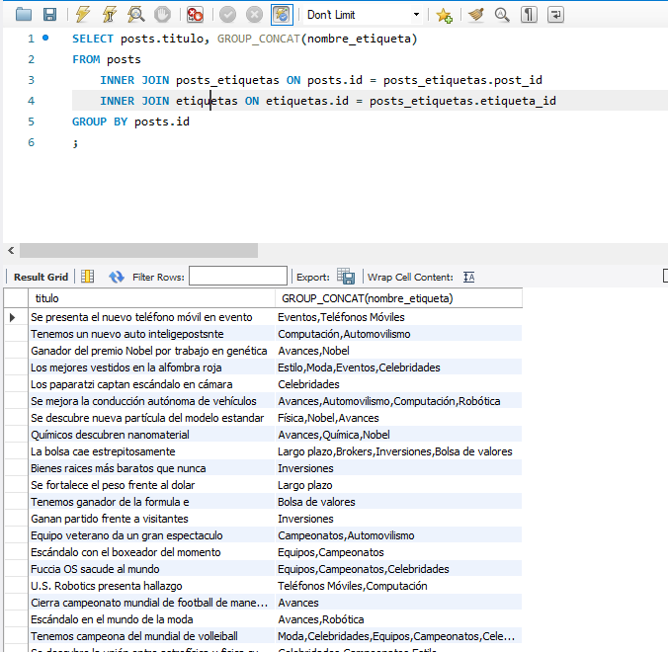 Don't Limit
1 SELECT posts.titulo, GROUP_CONCAT(nombre_etiqueta)
2 FROM posts
3 INNER JOIN posts_etiquetas ON posts.id = posts_etiquetas.post_id
4 INNER JOIN etiquetas ON etiquetas.id = posts_etiquetas.etiqueta_id
5 GROUP BY posts.id
6 ;
Result Grid Filter Rows: Export: Wrap Cell Content:
titulo GROUP_CONCAT(nombre_etiqueta)
Se presenta el nuevo teléfono móvil en evento Eventos,Teléfonos Móviles
Tenemos un nuevo auto inteligepostsnte Computación,Automovilismo
Ganador del premio Nobel por trabajo en genética Avances,Nobel
Los mejores vestidos en la alfombra roja Estilo,Moda,Eventos,Celebridades
Los paparatzi captan escándalo en cámara Celebridades
Se mejora la conducción autónoma de vehículos Avances,Automovilismo,Computación,Robótica
Se descubre nueva partícula del modelo estandar Física,Nobel,Avances
Químicos descubren nanomaterial Avances,Química,Nobel
La bolsa cae estrepitosamente Largo plazo,Brokers,Inversiones,Bolsa de valores
Bienes raices más baratos que nunca Inversiones
Se fortalece el peso frente al dolar Largo plazo
Tenemos ganador de la formula e Bolsa de valores
Ganan partido frente a visitantes Inversiones
Equipo veterano da un gran espectaculo Campeonatos,Automovilismo
Escándalo con el boxeador del momento Equipos,Campeonatos
Fuccia OS sacude al mundo Equipos,Campeonatos,Celebridades
U.S. Robotics presenta hallazgo Teléfonos Móviles,Computación
Cierra campeonato mundial de football de mane... Avances
Escándalo en el mundo de la moda Avances,Robótica
Tenemos campeona del mundial de volleiball Moda,Celebridades,Equipos,Campeonatos,Cele...